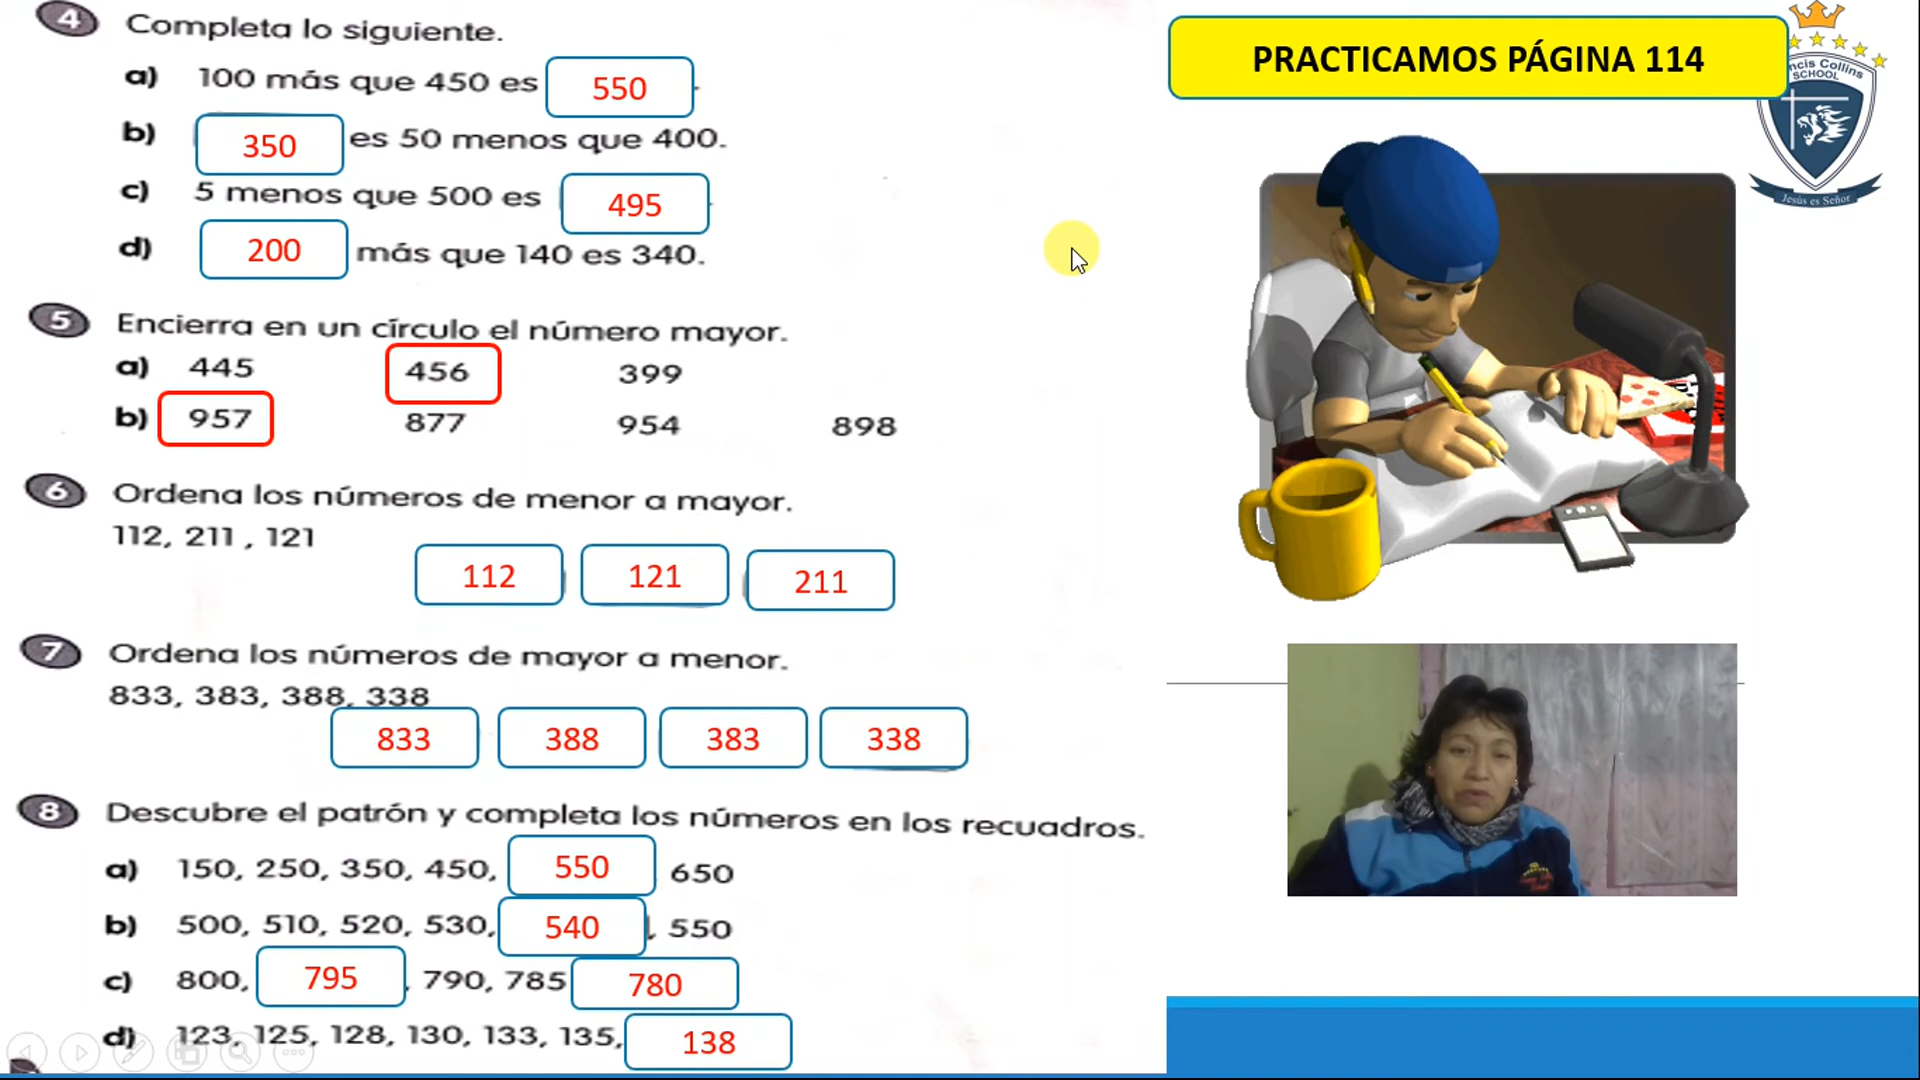 4 Completa lo siguiente.
a) 100 más que 450 es 550.
b) 350 es 50 menos que 400.
c) 5 menos que 500 es 495
d) 200 más que 140 es 340.
5 Encierra en un círculo el número mayor.
a) 445 456 399
b) 957 877 954 898
6 Ordena los números de menor a mayor.
112, 211 , 121
112 121 211
7 Ordena los números de mayor a menor.
833, 383, 388, 338
833 388 383 338
8 Descubre el patrón y completa los números en los recuadros.
a) 150, 250, 350, 450, 550 650
b) 500, 510, 520, 530, 540, 550
c) 800, 795, 790, 785 780
d) 123, 125, 128, 130, 133, 135, 138
PRACTICAMOS PÁGINA 114
Collins
SCHOOL
Jesús es Señor